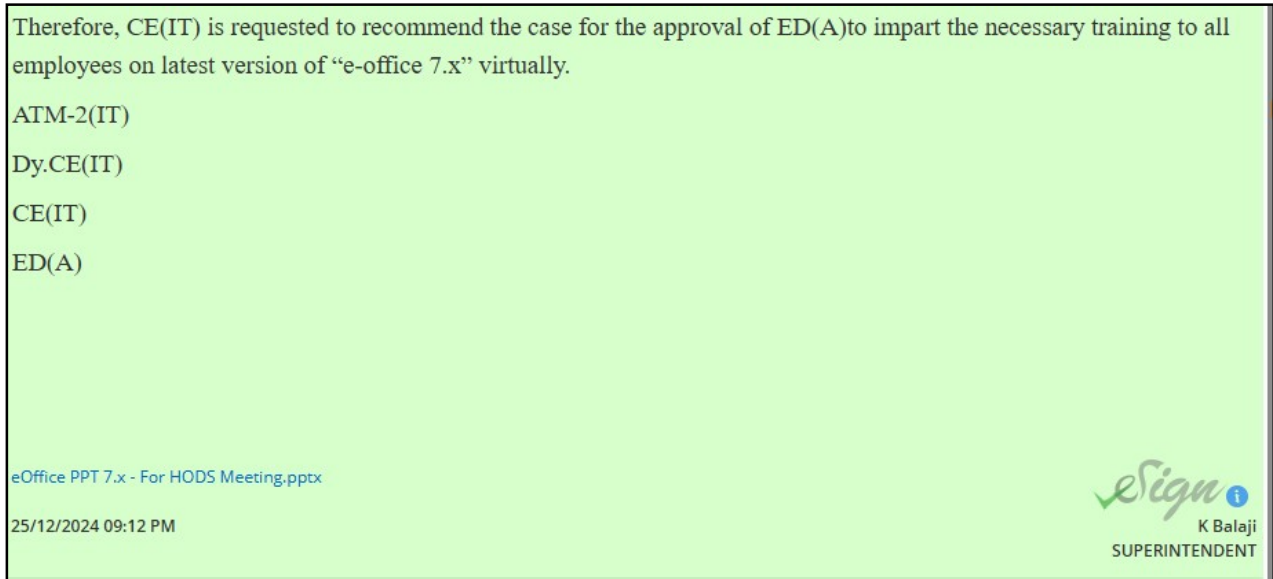 Therefore, CE(IT) is requested to recommend the case for the approval of ED(A)to impart the necessary training to all
employees on latest version of “e-office 7.x” virtually.
ATM-2(IT)
Dy.CE(IT)
CE(IT)
ED(A)
eOffice PPT 7.x - For HODS Meeting.pptx
eSign
25/12/2024 09:12 PM
K Balaji
SUPERINTENDENT